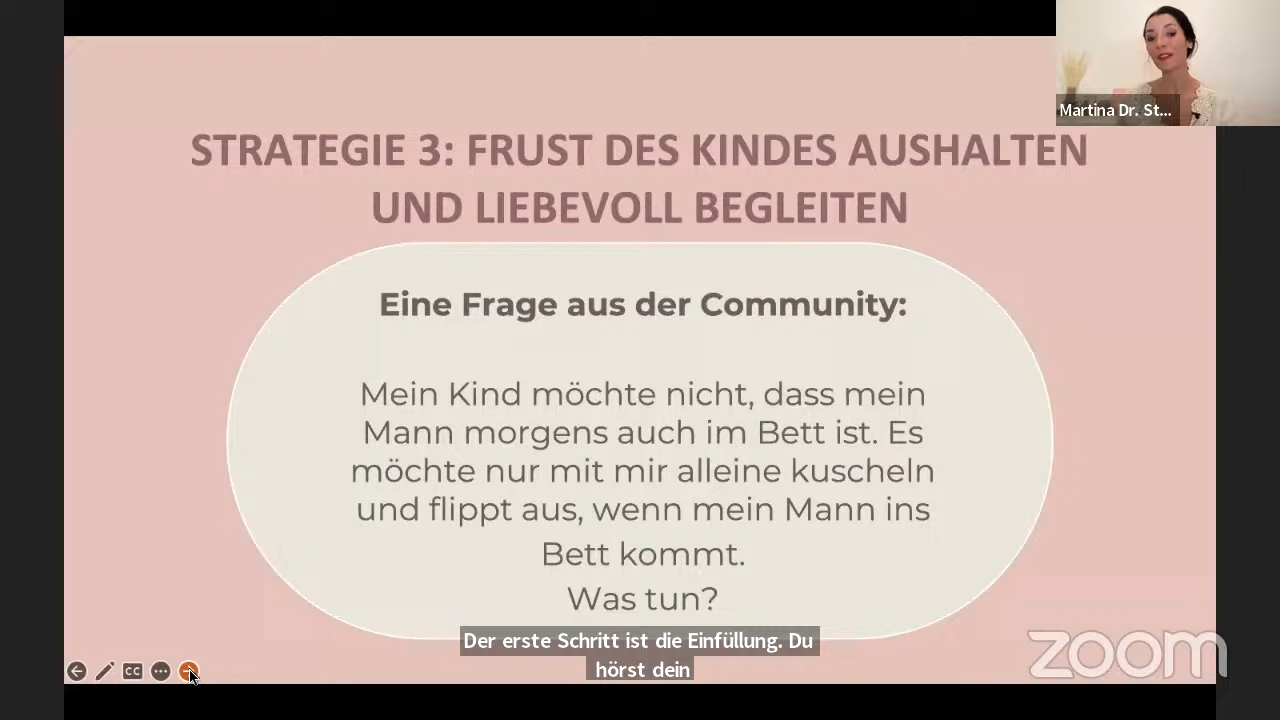 Martina Dr. St...
STRATEGIE 3: FRUST DES KINDES AUSHALTEN
UND LIEBEVOLL BEGLEITEN
Eine Frage aus der Community:
Mein Kind möchte nicht, dass mein
Mann morgens auch im Bett ist. Es
möchte nur mit mir alleine kuscheln
und flippt aus, wenn mein Mann ins
Bett kommt.
Was tun?
Der erste Schritt ist die Einfüllung. Du
hörst dein
CC
zoom